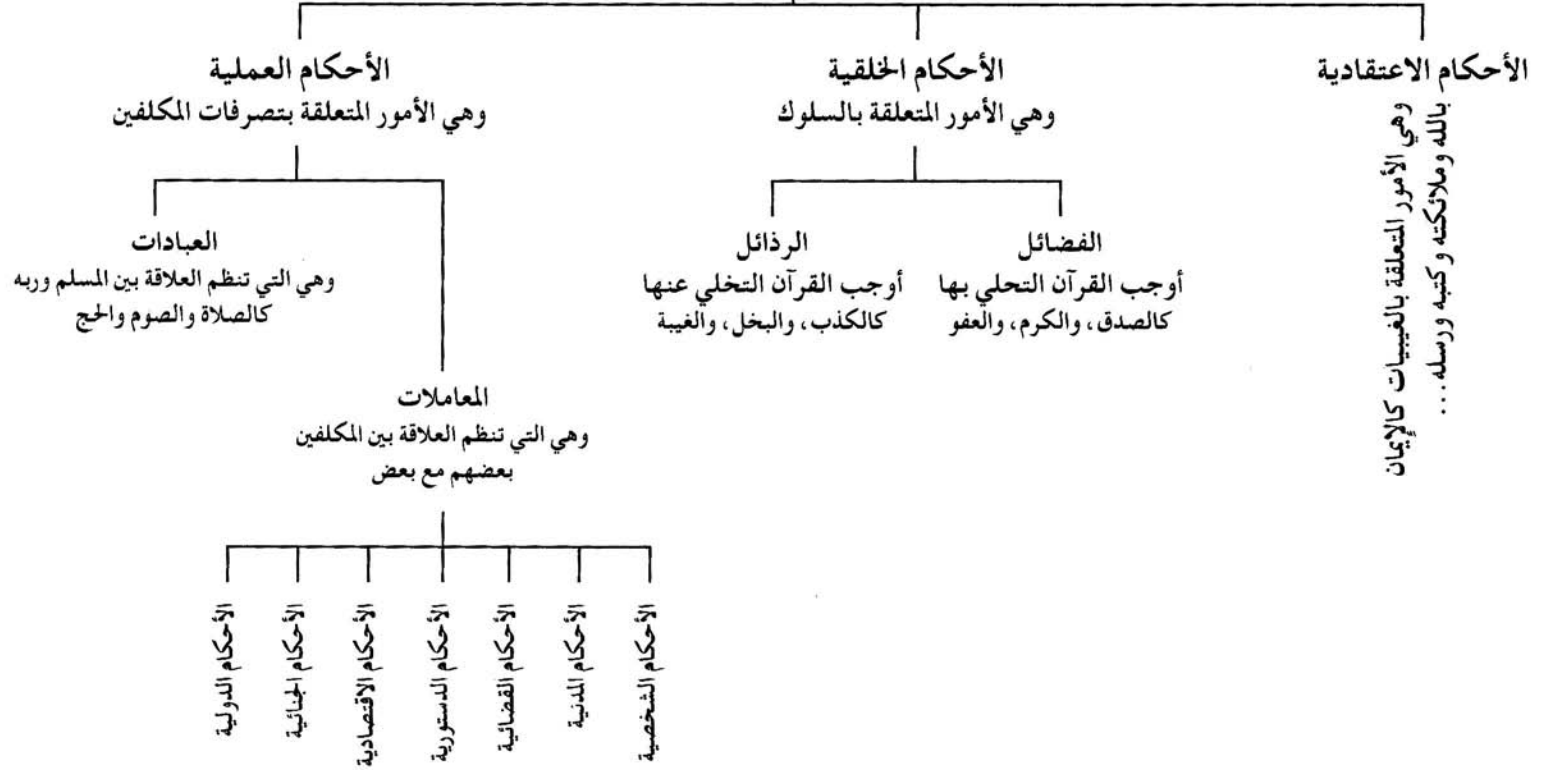 الأحكام الاعتقادية
وهي الأمور المتعلقة بالغيبيات كالإيمان
بالله وملائكته وكتبه ورسله...
الأحكام الخلقية
وهي الأمور المتعلقة بالسلوك
الفضائل
أوجب القرآن التحلي بها
كالصدق، والكرم، والعفو
الرذائل
أوجب القرآن التخلي عنها
كالكذب، والبخل، والغيبة
الأحكام العملية
وهي الأمور المتعلقة بتصرفات المكلفين
المعاملات
وهي التي تنظم العلاقة بين المكلفين
بعضهم مع بعض
الأحكام الشخصية
الأحكام المدنية
الأحكام القضائية
الأحكام الدستورية
الأحكام الاقتصادية
الأحكام الجنائية
الأحكام الدولية
العبادات
وهي التي تنظم العلاقة بين المسلم وربه
كالصلاة والصوم والحج